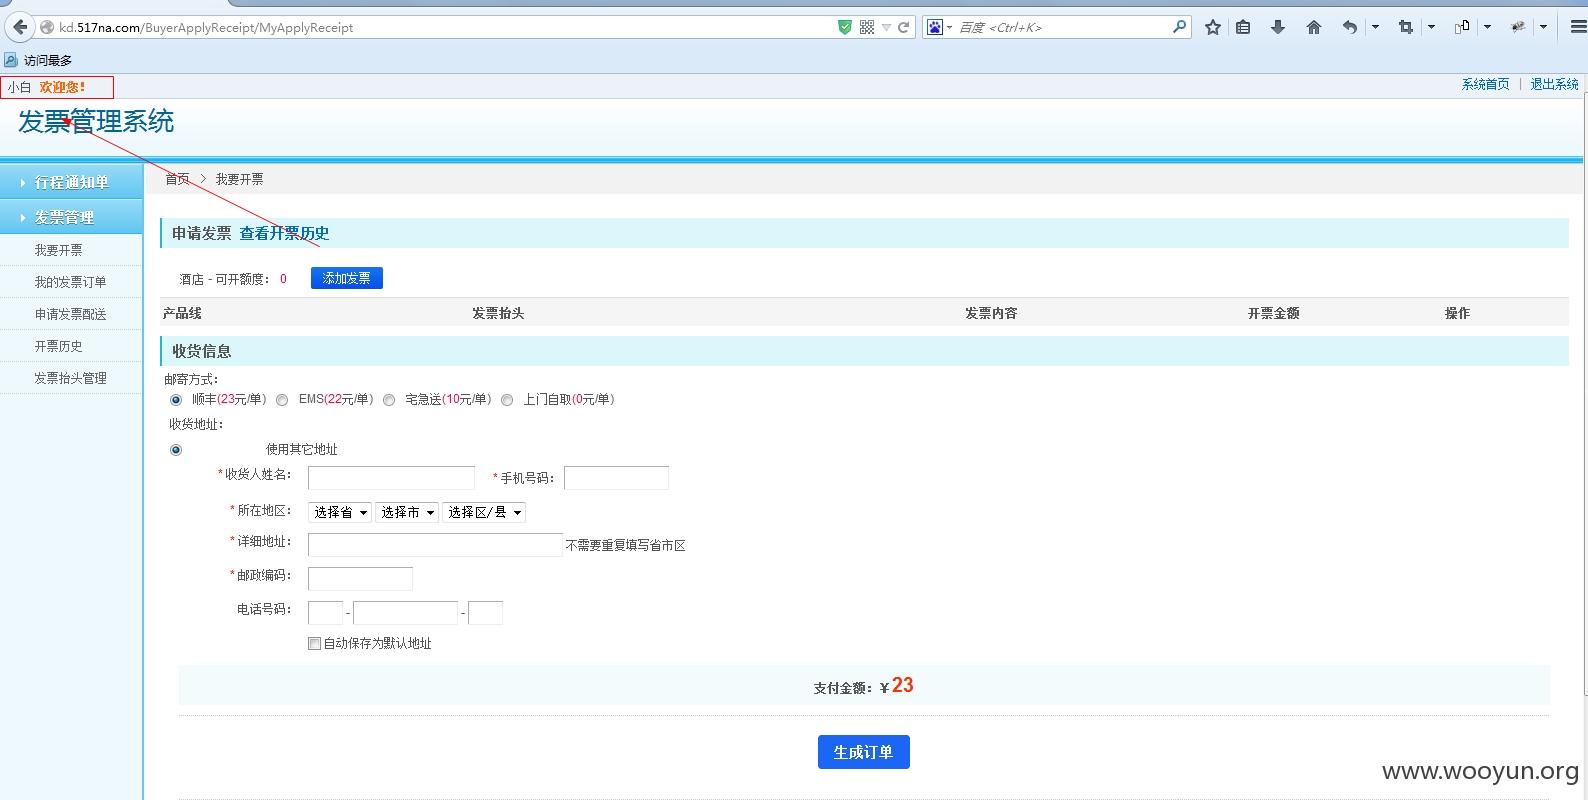 kd.517na.com/BuyerApplyReceipt/MyApplyReceipt
百度 <Ctrl+K>
访问最多
小白 欢迎您!
系统首页 | 退出系统
发票管理系统
行程通知单
发票管理
我要开票
我的发票订单
申请发票配送
开票历史
发票抬头管理
首页 > 我要开票
申请发票 查看开票历史
酒店 - 可开额度： 0 添加发票
产品线 发票抬头 发票内容 开票金额 操作
收货信息
邮寄方式：
顺丰(23元/单) EMS(22元/单) 宅急送(10元/单) 上门自取(0元/单)
收货地址：
使用其它地址
*收货人姓名： *手机号码：
*所在地区： 选择省 选择市 选择区/县
*详细地址： 不需要重复填写省市区
*邮政编码：
电话号码： - -
自动保存为默认地址
支付金额：¥23
生成订单
www.wooyun.org